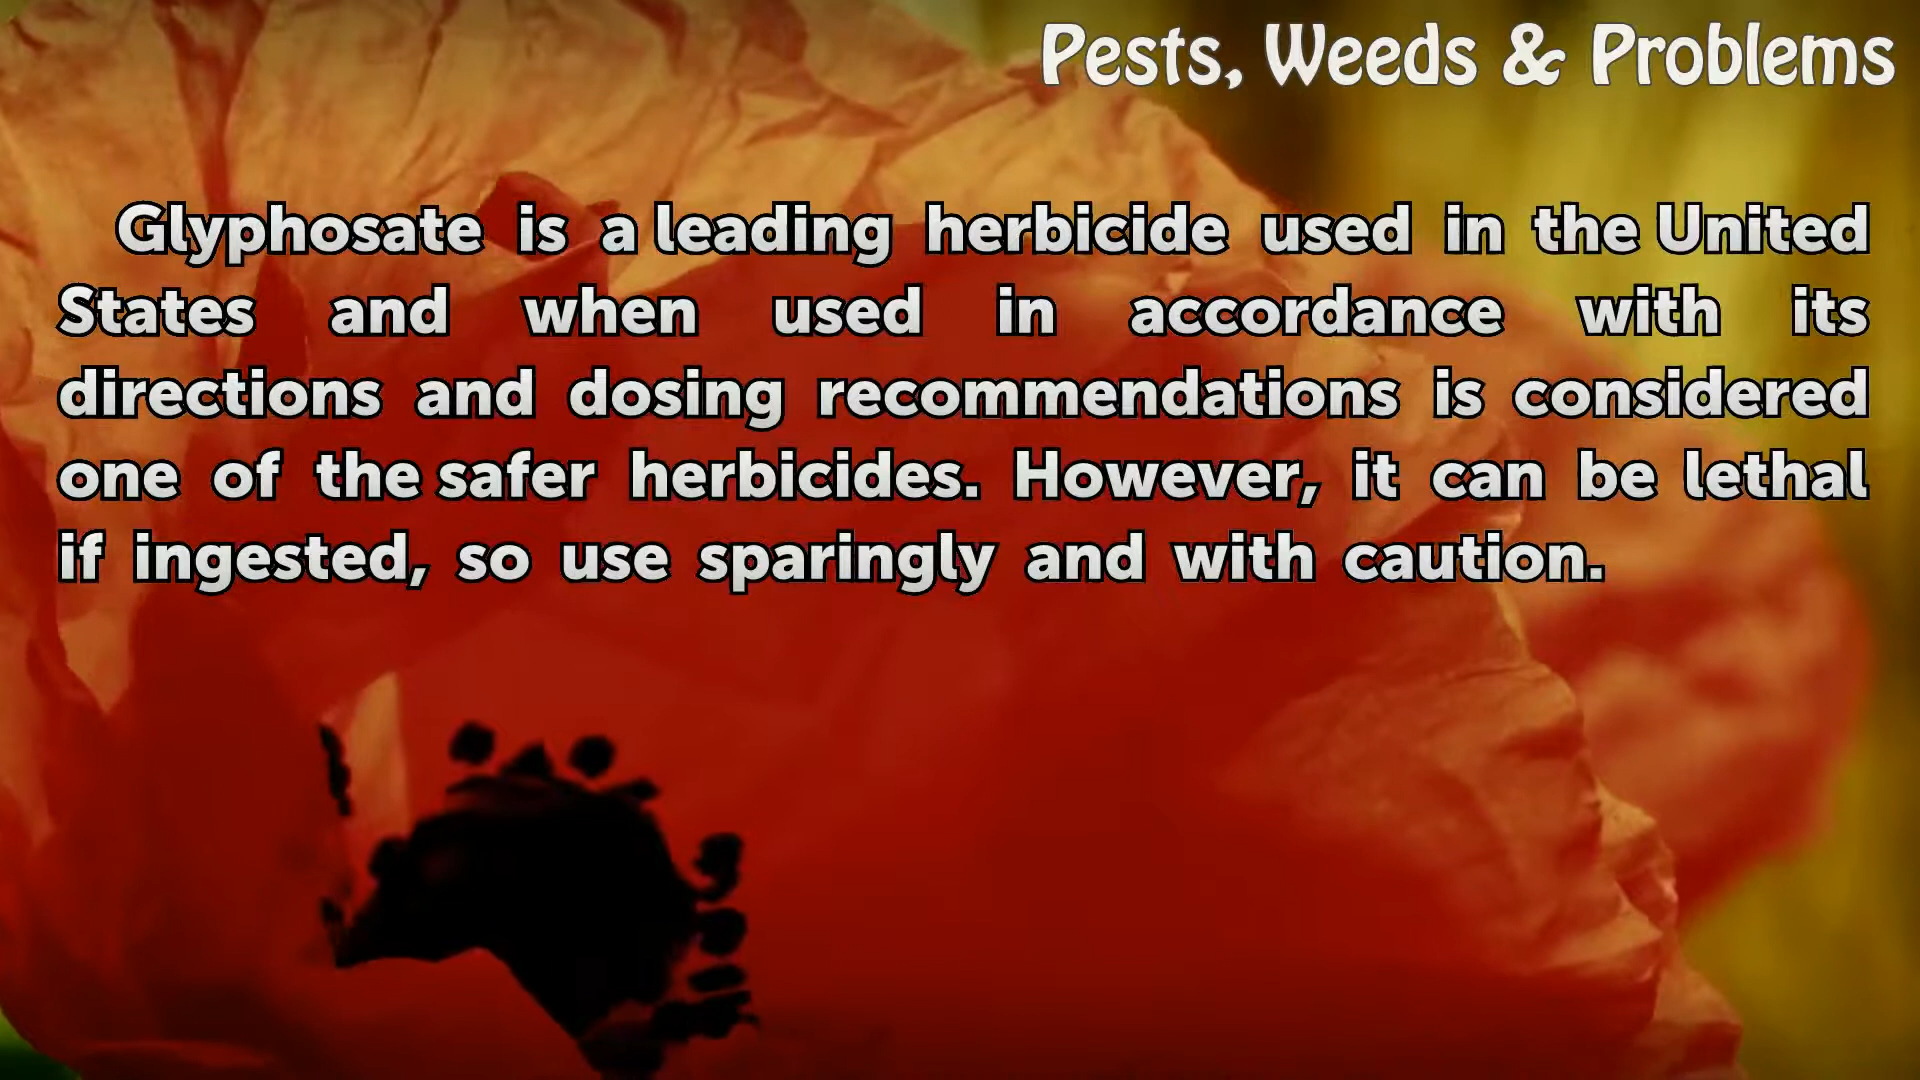 Pests, Weeds & Problems
Glyphosate is a leading herbicide used in the United
States and when used in accordance with its
directions and dosing recommendations is considered
one of the safer herbicides. However, it can be lethal
if ingested, so use sparingly and with caution.